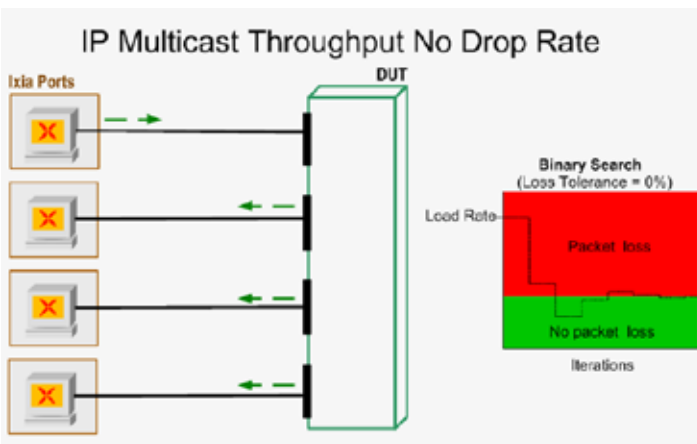 IP Multicast Throughput No Drop Rate
Ixia Ports
DUT
Binary Search
(Loss Tolerance = 0%)
Load Rate
Packet loss
No packet loss
Iterations